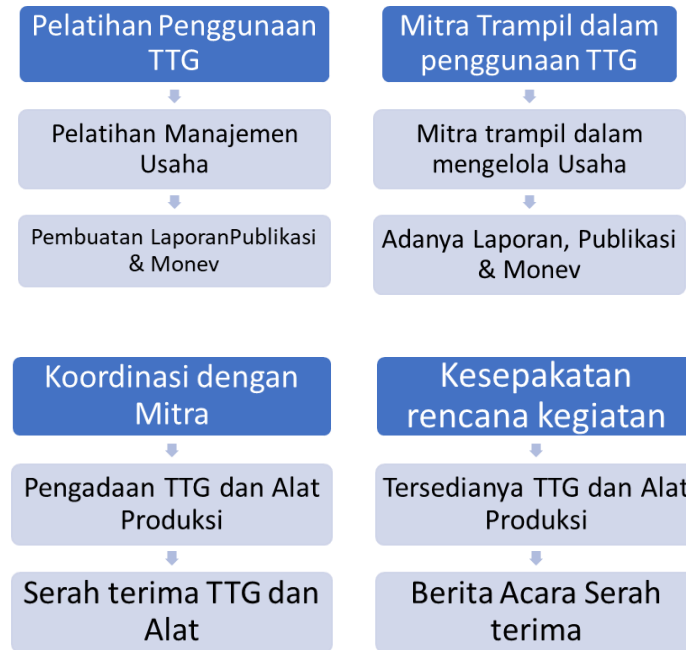 Pelatihan Penggunaan
TTG
Pelatihan Manajemen
Usaha
Pembuatan LaporanPublikasi
& Monev
Mitra Trampil dalam
penggunaan TTG
Mitra trampil dalam
mengelola Usaha
Adanya Laporan, Publikasi
& Monev
Koordinasi dengan
Mitra
Pengadaan TTG dan Alat
Produksi
Serah terima TTG dan
Alat
Kesepakatan
rencana kegiatan
Tersedianya TTG dan Alat
Produksi
Berita Acara Serah
terima